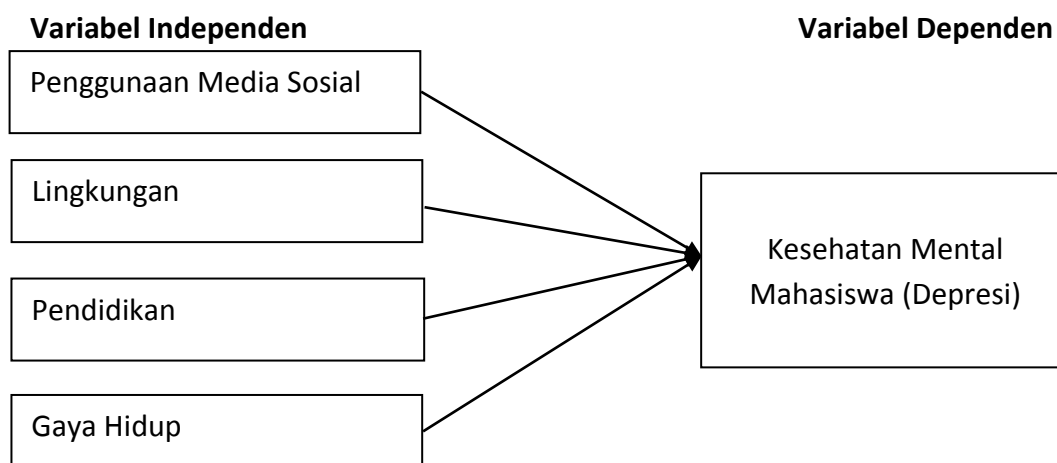 Variabel Independen
Variabel Dependen
Penggunaan Media Sosial
Lingkungan
Kesehatan Mental
Mahasiswa (Depresi)
Pendidikan
Gaya Hidup